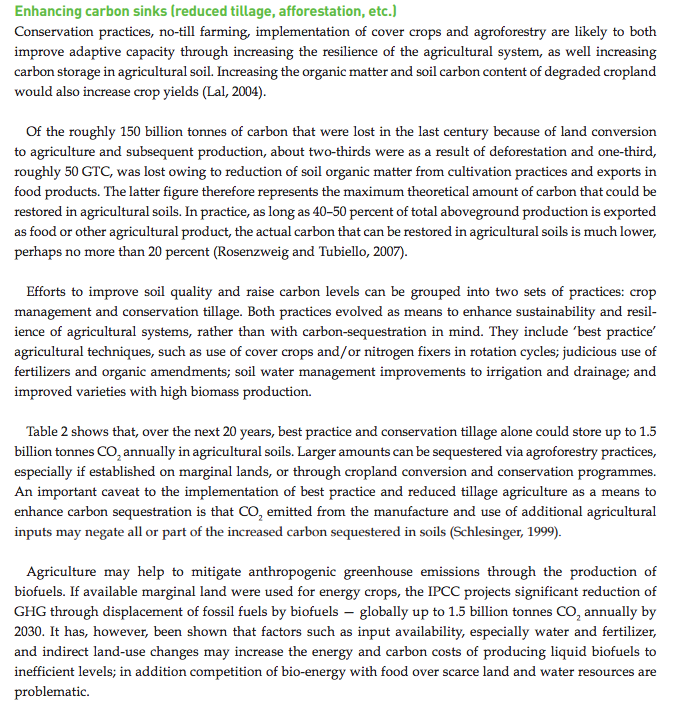 Enhancing carbon sinks (reduced tillage, afforestation, etc.)
Conservation practices, no-till farming, implementation of cover crops and agroforestry are likely to both
improve adaptive capacity through increasing the resilience of the agricultural system, as well increasing
carbon storage in agricultural soil. Increasing the organic matter and soil carbon content of degraded cropland
would also increase crop yields (Lal, 2004).
Of the roughly 150 billion tonnes of carbon that were lost in the last century because of land conversion
to agriculture and subsequent production, about two-thirds were as a result of deforestation and one-third,
roughly 50 GTC, was lost owing to reduction of soil organic matter from cultivation practices and exports in
food products. The latter figure therefore represents the maximum theoretical amount of carbon that could be
restored in agricultural soils. In practice, as long as 40–50 percent of total aboveground production is exported
as food or other agricultural product, the actual carbon that can be restored in agricultural soils is much lower,
perhaps no more than 20 percent (Rosenzweig and Tubiello, 2007).
Efforts to improve soil quality and raise carbon levels can be grouped into two sets of practices: crop
management and conservation tillage. Both practices evolved as means to enhance sustainability and resil-
ience of agricultural systems, rather than with carbon-sequestration in mind. They include ‘best practice’
agricultural techniques, such as use of cover crops and/or nitrogen fixers in rotation cycles; judicious use of
fertilizers and organic amendments; soil water management improvements to irrigation and drainage; and
improved varieties with high biomass production.
Table 2 shows that, over the next 20 years, best practice and conservation tillage alone could store up to 1.5
billion tonnes CO₂ annually in agricultural soils. Larger amounts can be sequestered via agroforestry practices,
especially if established on marginal lands, or through cropland conversion and conservation programmes.
An important caveat to the implementation of best practice and reduced tillage agriculture as a means to
enhance carbon sequestration is that CO₂ emitted from the manufacture and use of additional agricultural
inputs may negate all or part of the increased carbon sequestered in soils (Schlesinger, 1999).
Agriculture may help to mitigate anthropogenic greenhouse emissions through the production of
biofuels. If available marginal land were used for energy crops, the IPCC projects significant reduction of
GHG through displacement of fossil fuels by biofuels — globally up to 1.5 billion tonnes CO₂ annually by
2030. It has, however, been shown that factors such as input availability, especially water and fertilizer,
and indirect land-use changes may increase the energy and carbon costs of producing liquid biofuels to
inefficient levels; in addition competition of bio-energy with food over scarce land and water resources are
problematic.